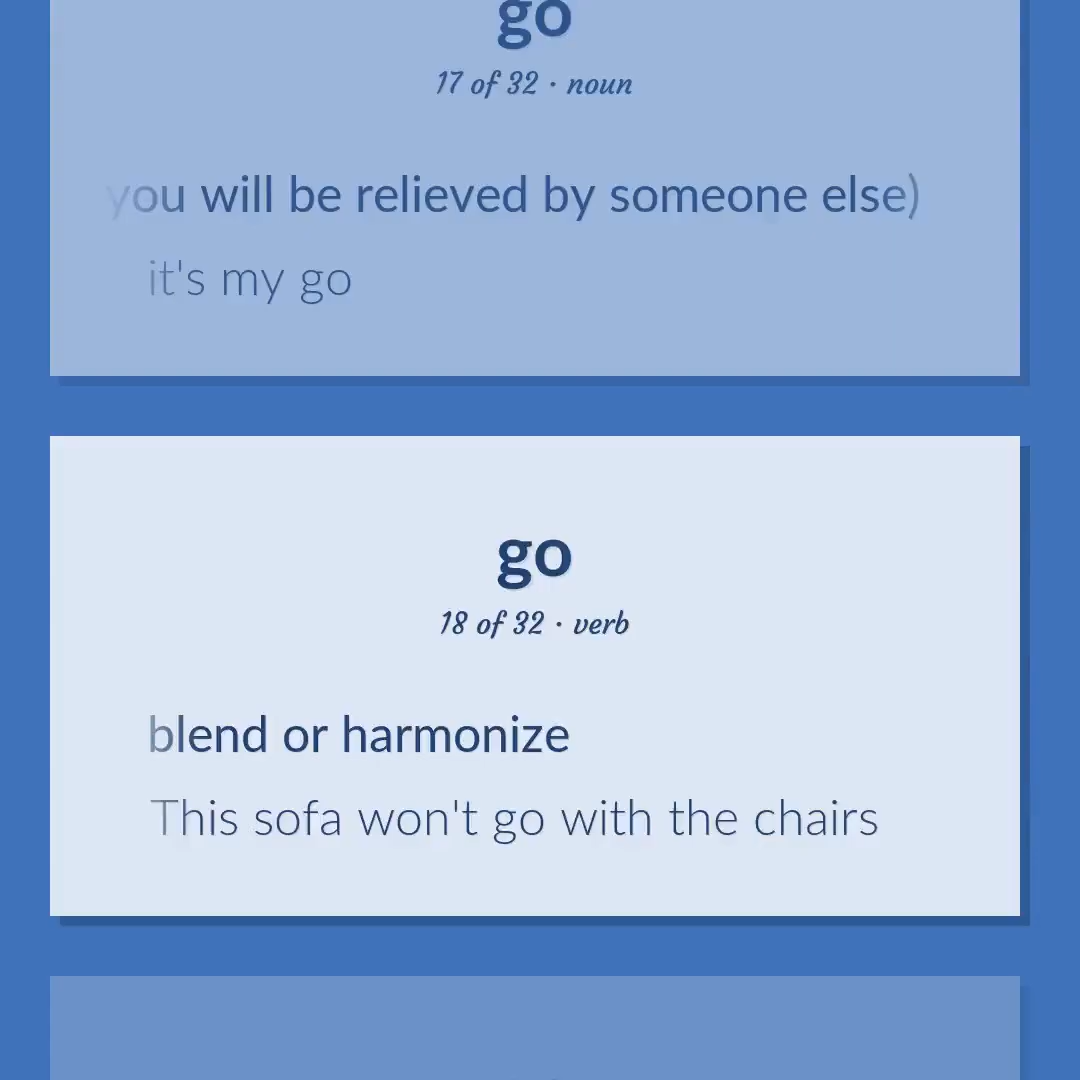 go
17 of 32 · noun
you will be relieved by someone else)
it's my go
go
18 of 32 · verb
blend or harmonize
This sofa won't go with the chairs